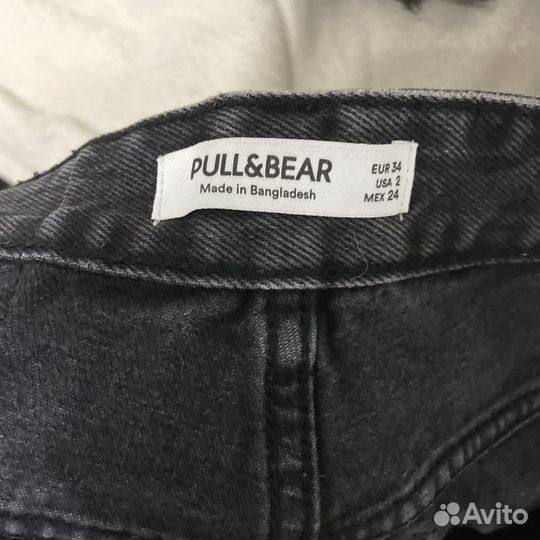 PULL&BEAR
Made in Bangladesh
EUR 34
USA 2
MEX 24
Avito